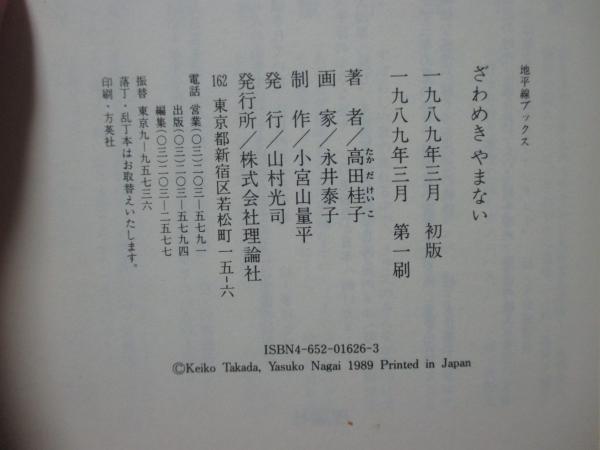 地平線ブックス
ざわめき やまない
一九八九年三月　初版
一九八九年三月　第一刷
著　者／高田桂子
たか だ けい こ
画　家／永井泰子
制　作／小宮山量平
発　行／山村光司
発行所／株式会社理論社
162 東京都新宿区若松町一五-六
電話　営業(〇三)二〇三―五七九一
出版(〇三)二〇三―五七九四
編集(〇三)二〇三―二五七七
振替　東京九―九五七三六
落丁・乱丁本はお取替えいたします。
印刷・方英社
ISBN4-652-01626-3
©Keiko Takada, Yasuko Nagai 1989 Printed in Japan